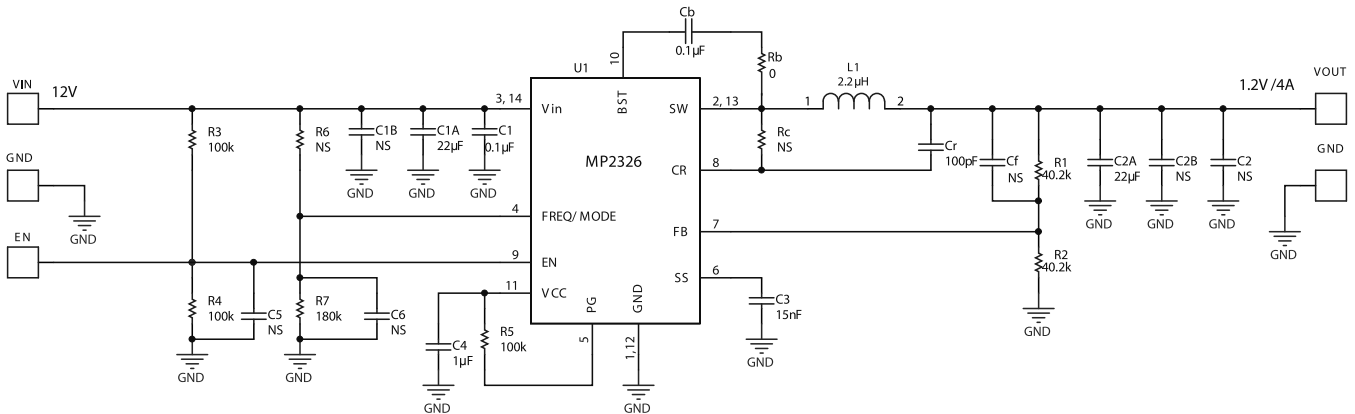 Cb
0.1μF
Rb
0
10
U1
L1
2.2μH
VIN
12V
3, 14
Vin
BST
SW
2, 13
1
2
1.2V /4A
VOUT
R3
100k
R6
NS
C1B
NS
C1A
22μF
C1
0.1μF
MP2326
Rc
NS
Cr
100pF
Cf
NS
R1
40.2k
C2A
22μF
C2B
NS
C2
NS
GND
GND
GND
GND
GND
CR
8
GND
GND
GND
GND
4
FREQ/ MODE
FB
7
GND
EN
9
EN
R2
40.2k
SS
6
11
VCC
PG
GND
C3
15nF
R4
100k
C5
NS
R7
180k
C6
NS
C4
1μF
R5
100k
5
1,12
GND
GND
GND
GND
GND
GND